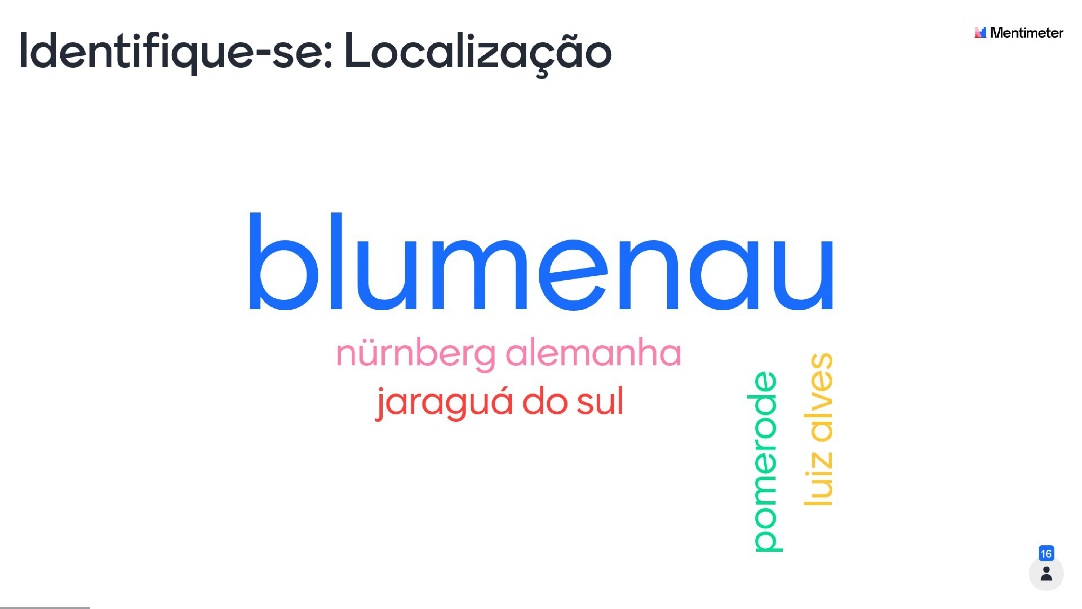 Identifique-se: Localização
Mentimeter
blumenau
nürnberg alemanha
jaraguá do sul
pomerode
luiz alves
16